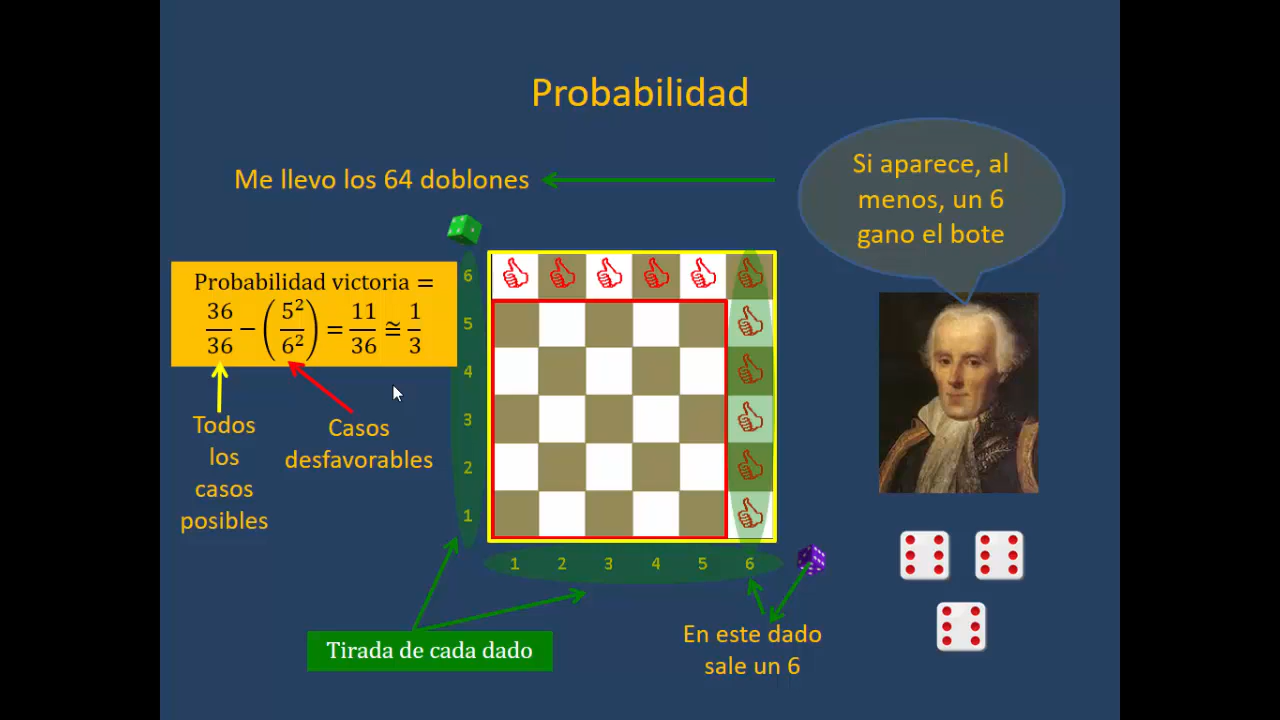 Probabilidad
Me llevo los 64 doblones
Si aparece, al
menos, un 6
gano el bote
Probabilidad victoria =
36/36 − (5²/6²) = 11/36 ≅ 1/3
Todos
los
casos
posibles
Casos
desfavorables
6
5
4
3
2
1
1 2 3 4 5 6
Tirada de cada dado
En este dado
sale un 6